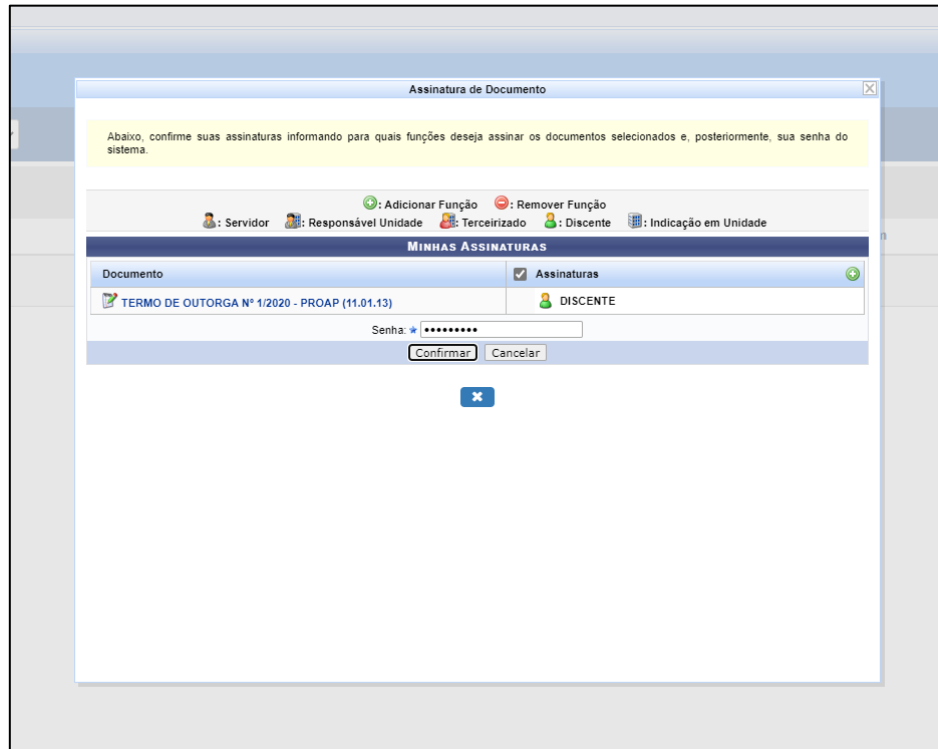 Assinatura de Documento
Abaixo, confirme suas assinaturas informando para quais funções deseja assinar os documentos selecionados e, posteriormente, sua senha do
sistema.
: Adicionar Função : Remover Função
: Servidor : Responsável Unidade : Terceirizado : Discente : Indicação em Unidade
MINHAS ASSINATURAS
Documento Assinaturas
TERMO DE OUTORGA Nº 1/2020 - PROAP (11.01.13) DISCENTE
Senha: •••••••••
Confirmar Cancelar